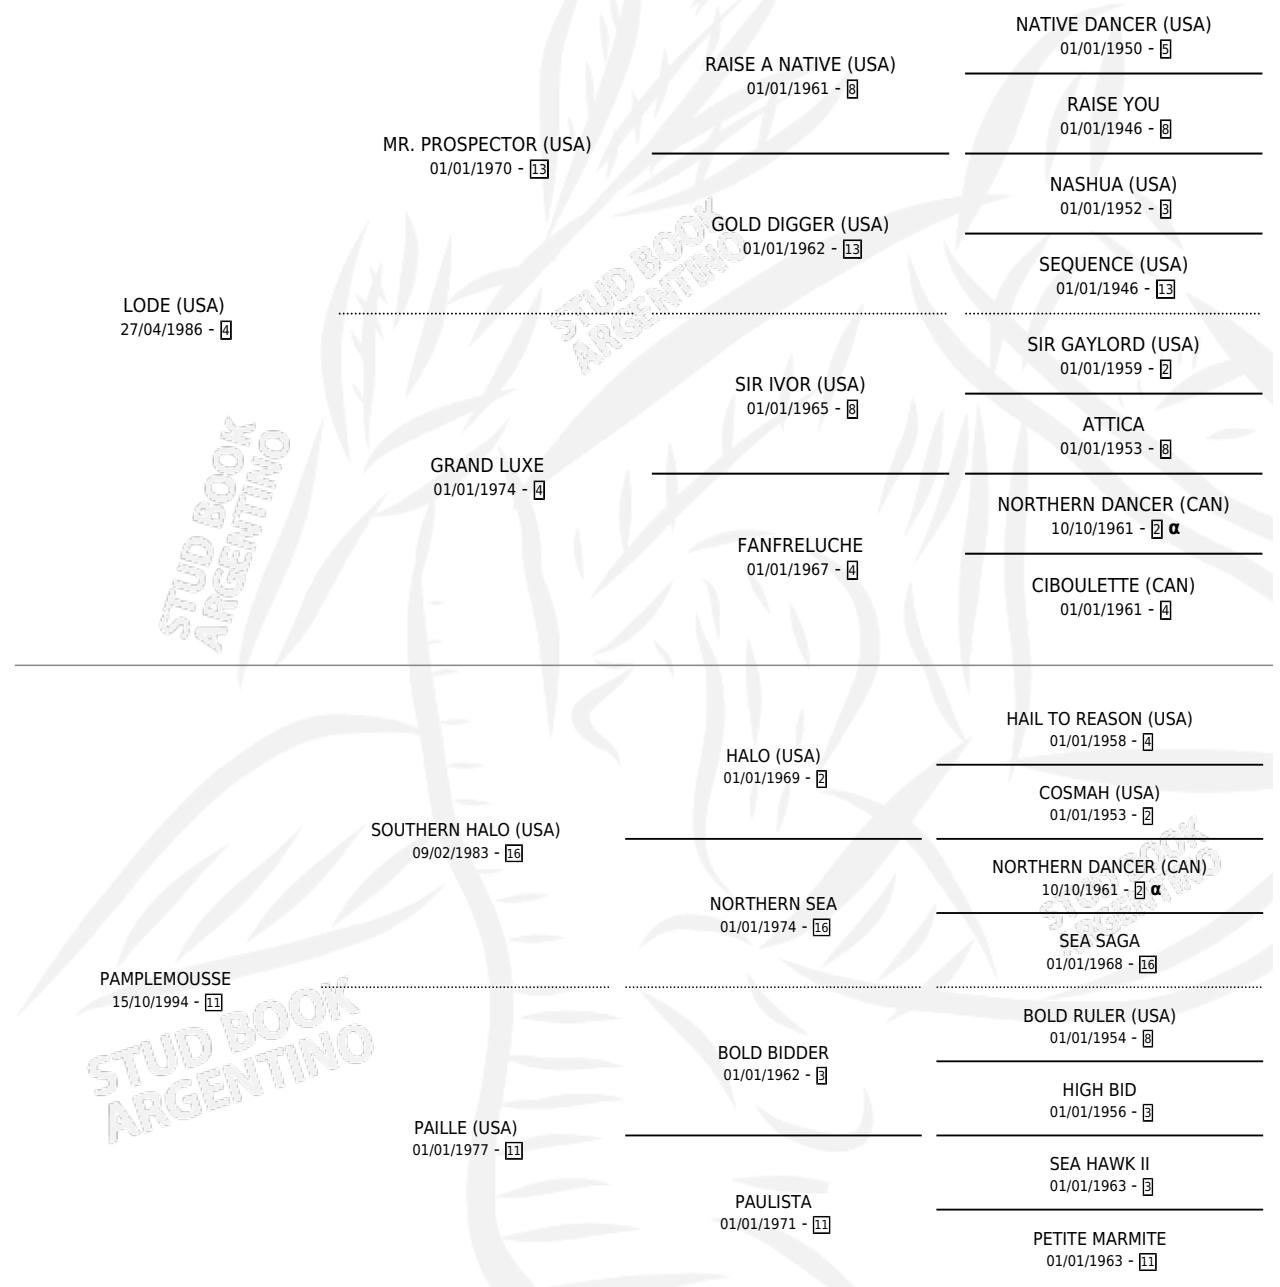 NATIVE DANCER (USA)
01/01/1950 - 5
RAISE A NATIVE (USA)
01/01/1961 - 8
RAISE YOU
01/01/1946 - 8
MR. PROSPECTOR (USA)
01/01/1970 - 13
NASHUA (USA)
01/01/1952 - 3
GOLD DIGGER (USA)
01/01/1962 - 13
SEQUENCE (USA)
01/01/1946 - 13
STUD BOOK
ARGENTINO
LODE (USA)
27/04/1986 - 4
SIR GAYLORD (USA)
01/01/1959 - 2
SIR IVOR (USA)
01/01/1965 - 8
ATTICA
01/01/1953 - 8
GRAND LUXE
01/01/1974 - 4
NORTHERN DANCER (CAN)
10/10/1961 - 2 α
FANFRELUCHE
01/01/1967 - 4
CIBOULETTE (CAN)
01/01/1961 - 4
STUD BOOK
ARGENTINO
HAIL TO REASON (USA)
01/01/1958 - 4
HALO (USA)
01/01/1969 - 2
COSMAH (USA)
01/01/1953 - 2
SOUTHERN HALO (USA)
09/02/1983 - 16
NORTHERN DANCER (CAN)
10/10/1961 - 2 α
NORTHERN SEA
01/01/1974 - 16
SEA SAGA
01/01/1968 - 16
STUD BOOK
ARGENTINO
PAMPLEMOUSSE
15/10/1994 - 11
BOLD RULER (USA)
01/01/1954 - 8
BOLD BIDDER
01/01/1962 - 3
HIGH BID
01/01/1956 - 3
STUD BOOK
ARGENTINO
PAILLE (USA)
01/01/1977 - 11
SEA HAWK II
01/01/1963 - 3
PAULISTA
01/01/1971 - 11
PETITE MARMITE
01/01/1963 - 11